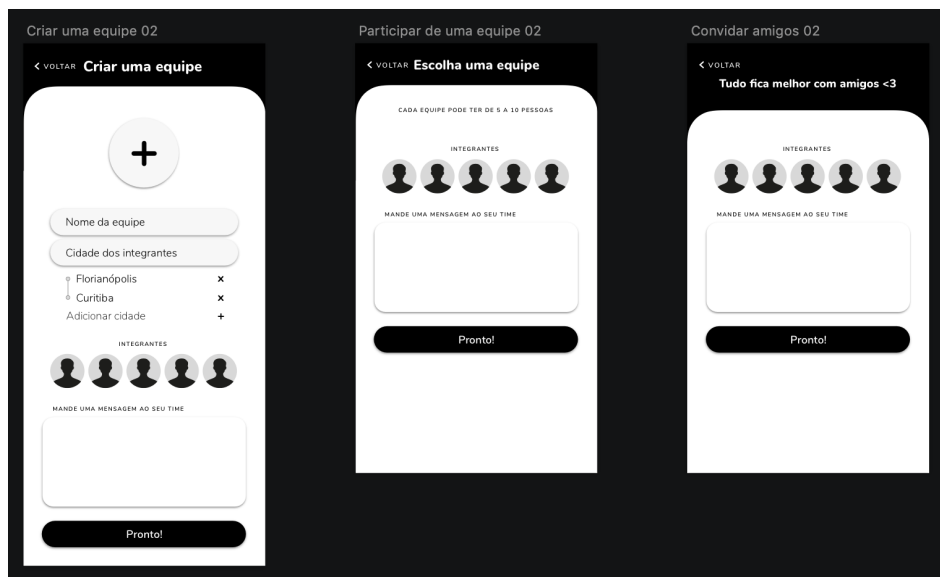 Criar uma equipe 02
VOLTAR Criar uma equipe
Nome da equipe
Cidade dos integrantes
Florianópolis
Curitiba
Adicionar cidade
INTEGRANTES
MANDE UMA MENSAGEM AO SEU TIME
Pronto!
Participar de uma equipe 02
VOLTAR Escolha uma equipe
CADA EQUIPE PODE TER DE 5 A 10 PESSOAS
INTEGRANTES
MANDE UMA MENSAGEM AO SEU TIME
Pronto!
Convidar amigos 02
VOLTAR
Tudo fica melhor com amigos <3
INTEGRANTES
MANDE UMA MENSAGEM AO SEU TIME
Pronto!